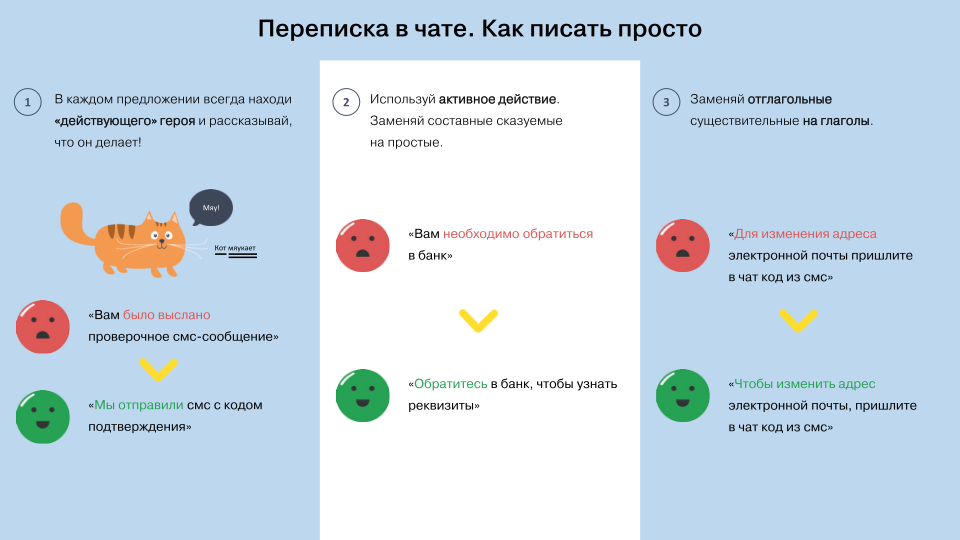 Переписка в чате. Как писать просто
1
В каждом предложении всегда находи
«действующего» героя и рассказывай,
что он делает!
Мяу!
Кот мяукает
«Вам было выслано
проверочное смс-сообщение»
«Мы отправили смс с кодом
подтверждения»
2
Используй активное действие.
Заменяй составные сказуемые
на простые.
«Вам необходимо обратиться
в банк»
«Обратитесь в банк, чтобы узнать
реквизиты»
3
Заменяй отглагольные
существительные на глаголы.
«Для изменения адреса
электронной почты пришлите
в чат код из смс»
«Чтобы изменить адрес
электронной почты, пришлите
в чат код из смс»